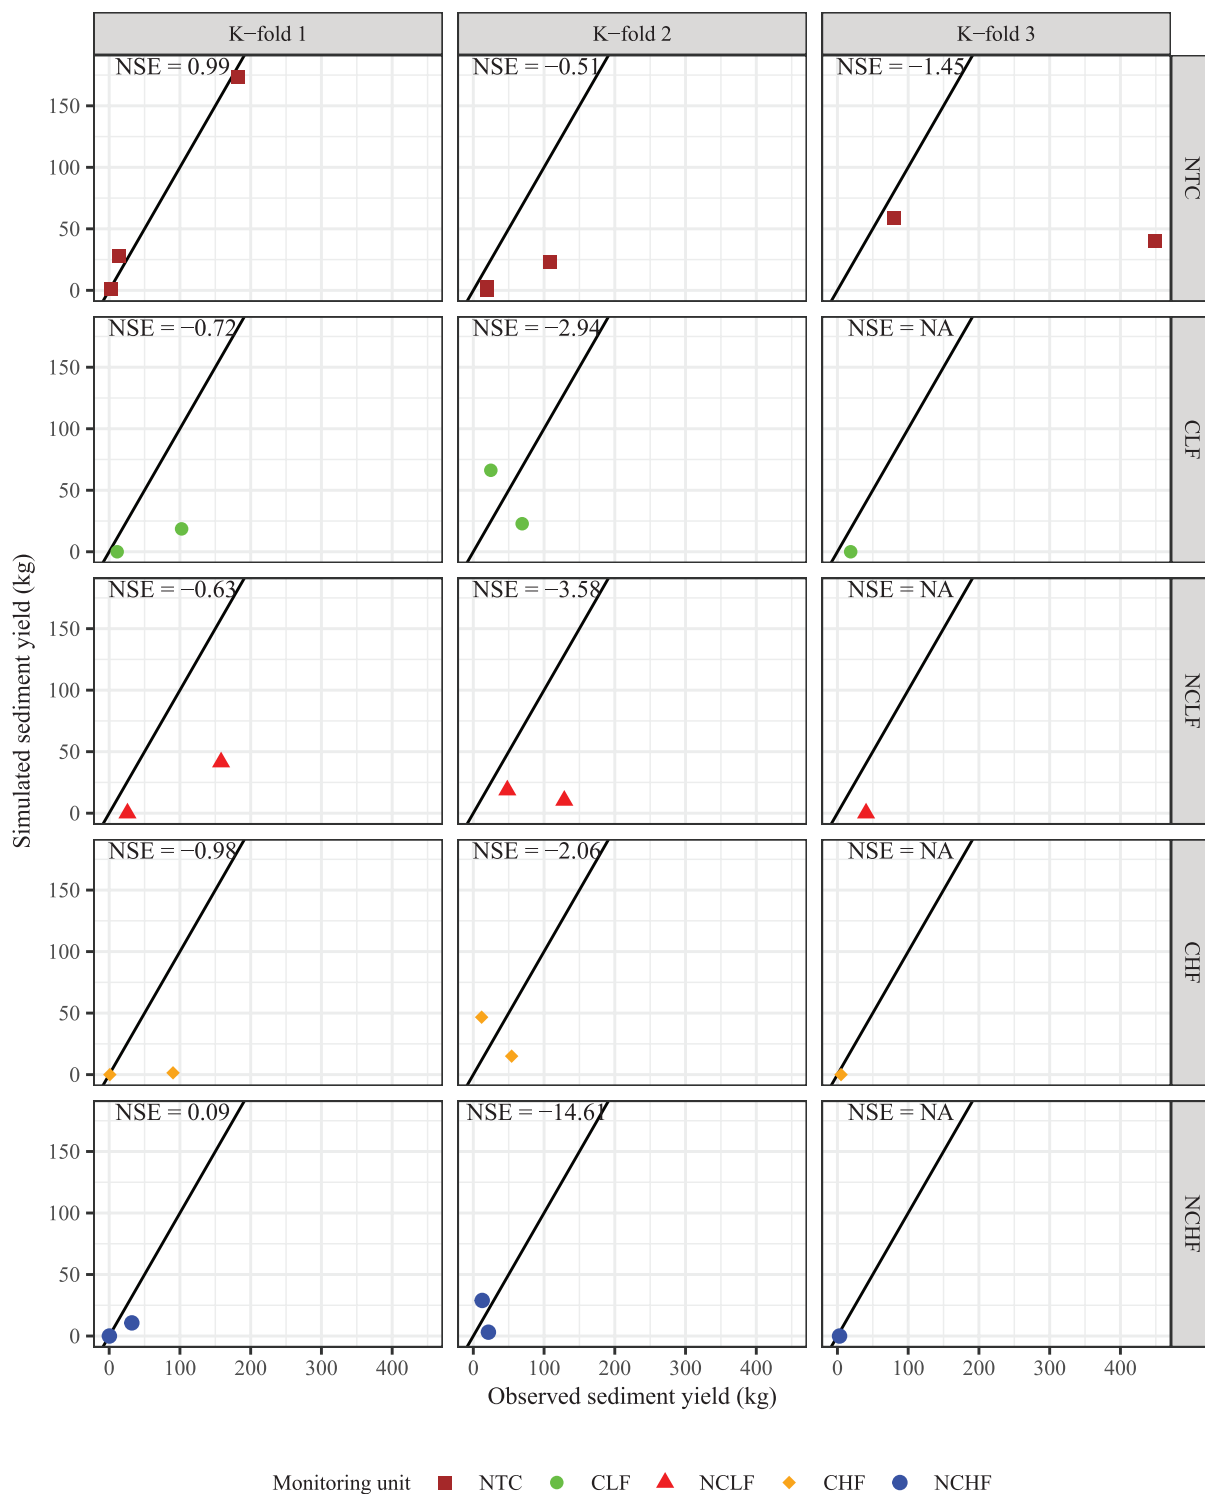 K−fold 1 K−fold 2 K−fold 3
NSE = 0.99 NSE = −0.51 NSE = −1.45
150
100
50
0
NTC
NSE = −0.72 NSE = −2.94 NSE = NA
150
100
50
0
CLF
NSE = −0.63 NSE = −3.58 NSE = NA
150
100
50
0
NCLF
NSE = −0.98 NSE = −2.06 NSE = NA
150
100
50
0
CHF
NSE = 0.09 NSE = −14.61 NSE = NA
150
100
50
0
NCHF
Simulated sediment yield (kg)
0 100 200 300 400 0 100 200 300 400 0 100 200 300 400
Observed sediment yield (kg)
Monitoring unit NTC CLF NCLF CHF NCHF